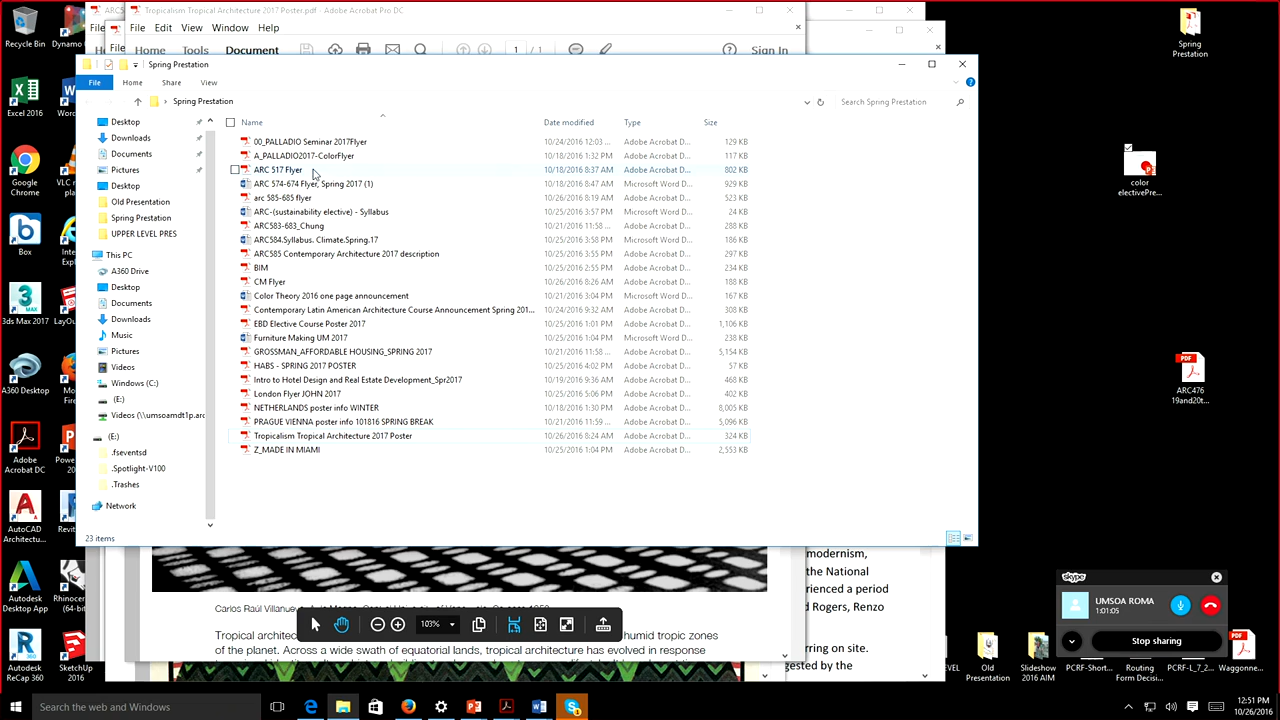 Tropicalism Tropical Architecture 2017 Poster.pdf - Adobe Acrobat Pro DC
File Edit View Window Help
Home Tools Document 1 / 1 Sign In
Spring Prestation
File Home Share View
Spring Prestation
Search Spring Prestation
Name Date modified Type Size
00_PALLADIO Seminar 2017Flyer 10/24/2016 12:03 ... Adobe Acrobat D... 129 KB
A_PALLADIO2017-ColorFlyer 10/18/2016 1:32 PM Adobe Acrobat D... 117 KB
ARC 517 Flyer 10/18/2016 8:37 AM Adobe Acrobat D... 802 KB
ARC 574-674 Flyer, Spring 2017 (1) 10/18/2016 8:47 AM Microsoft Word D... 929 KB
arc 585-685 flyer 10/26/2016 8:19 AM Adobe Acrobat D... 523 KB
ARC-(sustainability elective) - Syllabus 10/25/2016 3:57 PM Microsoft Word D... 24 KB
ARC583-683_Chung 10/21/2016 11:58 ... Adobe Acrobat D... 288 KB
ARC584.Syllabus. Climate.Spring.17 10/25/2016 3:58 PM Microsoft Word D... 186 KB
ARC585 Contemporary Architecture 2017 description 10/25/2016 3:55 PM Adobe Acrobat D... 297 KB
BIM 10/25/2016 2:55 PM Adobe Acrobat D... 234 KB
CM Flyer 10/26/2016 8:26 AM Adobe Acrobat D... 188 KB
Color Theory 2016 one page announcement 10/21/2016 3:04 PM Microsoft Word D... 167 KB
Contemporary Latin American Architecture Course Announcement Spring 201... 10/24/2016 9:32 AM Adobe Acrobat D... 308 KB
EBD Elective Course Poster 2017 10/25/2016 1:01 PM Adobe Acrobat D... 1,106 KB
Furniture Making UM 2017 10/25/2016 1:04 PM Microsoft Word D... 238 KB
GROSSMAN_AFFORDABLE HOUSING_SPRING 2017 10/21/2016 11:58 ... Adobe Acrobat D... 5,154 KB
HABS - SPRING 2017 POSTER 10/25/2016 4:02 PM Adobe Acrobat D... 57 KB
Intro to Hotel Design and Real Estate Development_Spr2017 10/19/2016 9:36 AM Adobe Acrobat D... 468 KB
London Flyer JOHN 2017 10/25/2016 5:06 PM Adobe Acrobat D... 402 KB
NETHERLANDS poster info WINTER 10/18/2016 1:30 PM Adobe Acrobat D... 8,005 KB
PRAGUE VIENNA poster info 101816 SPRING BREAK 10/21/2016 11:59 ... Adobe Acrobat D... 5,096 KB
Tropicalism Tropical Architecture 2017 Poster 10/26/2016 8:24 AM Adobe Acrobat D... 324 KB
Z_MADE IN MIAMI 10/25/2016 1:04 PM Adobe Acrobat D... 2,553 KB
Desktop
Downloads
Documents
Pictures
Desktop
Old Presentation
Spring Prestation
UPPER LEVEL PRES
This PC
A360 Drive
Desktop
Documents
Downloads
Music
Pictures
Videos
Windows (C:)
(E:)
Videos (\\umsoamdt1p.arc
(E:)
.fseventsd
.Spotlight-V100
.Trashes
Network
23 items
Recycle Bin
Dynamo
Excel 2016
Google
Chrome
Box
3ds Max 2017
A360 Desktop
Adobe
Acrobat DC
AutoCAD
Architectu...
Autodesk
Desktop App
Rhinocer
(64-bit
ReCap 360
SketchUp
2016
Spring
Prestation
color
electivePre...
PDF
ARC476
19and20t...
modernism,
the National
rienced a period
d Rogers, Renzo
rring on site.
gested by the
Tropical architec
humid tropic zones
of the planet. Across a wide swath of equatorial lands, tropical architecture has evolved in response
103%
skype
UMSOA ROMA
1:01:05
Stop sharing
Old
Presentation
Slideshow
2016 AIM
PCRF-Short...
Routing
Form Decisi...
PCRF-L_7_2...
Waggonne...
Search the web and Windows
12:51 PM
10/26/2016